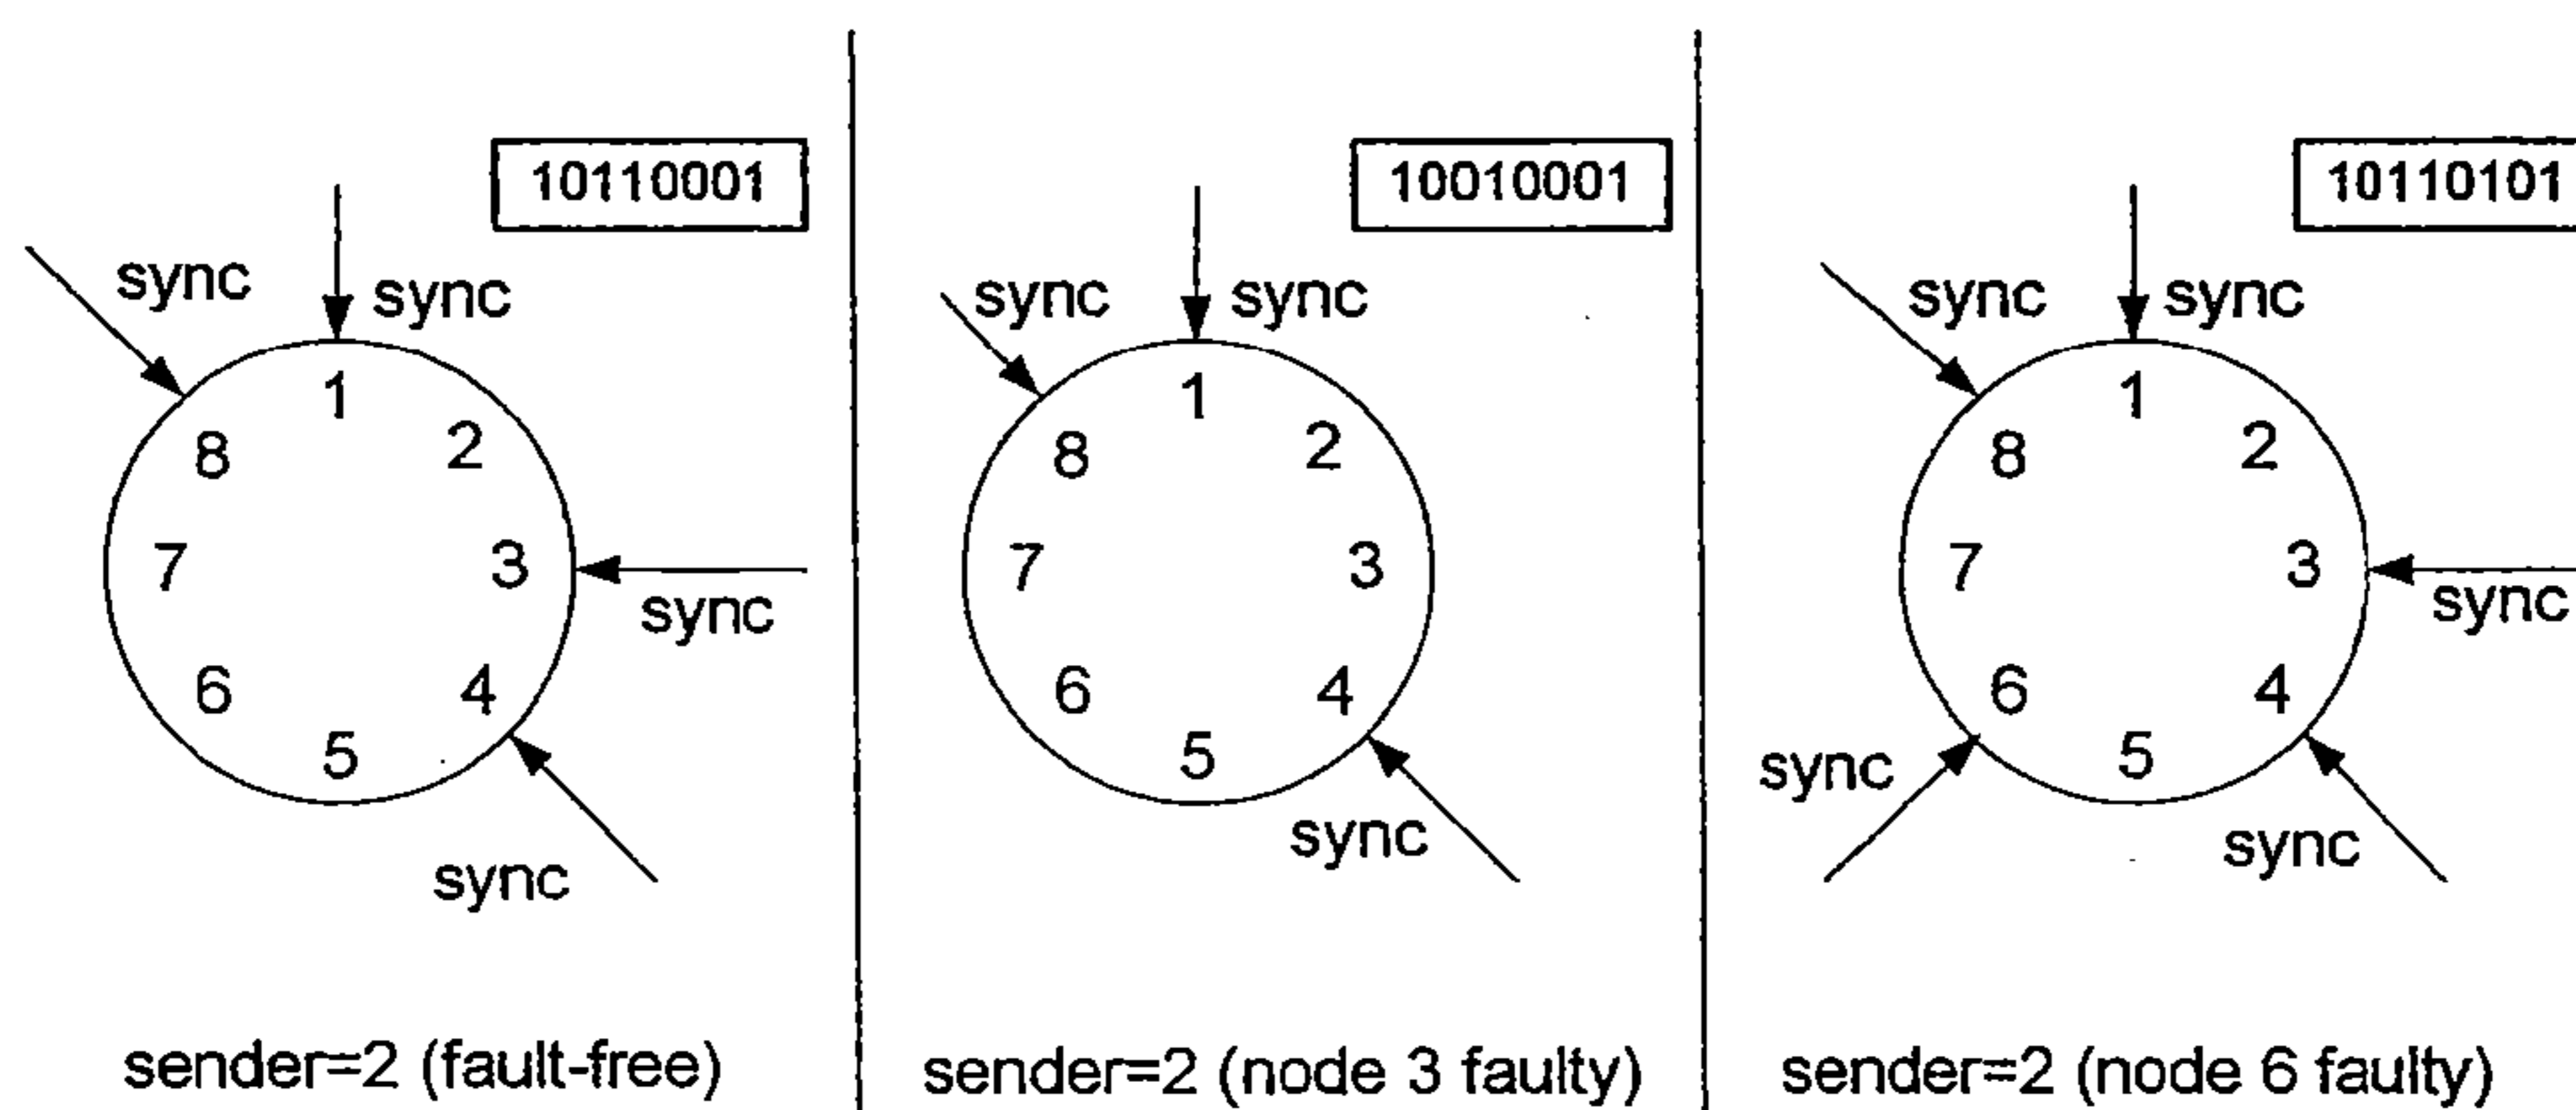 10110001
sync
sync
1
2
3
4
5
6
7
8
sync
sync
sender=2 (fault-free)
10010001
sync
sync
1
2
3
4
5
6
7
8
sync
sender=2 (node 3 faulty)
10110101
sync
sync
1
2
3
4
5
6
7
8
sync
sync
sync
sender=2 (node 6 faulty)